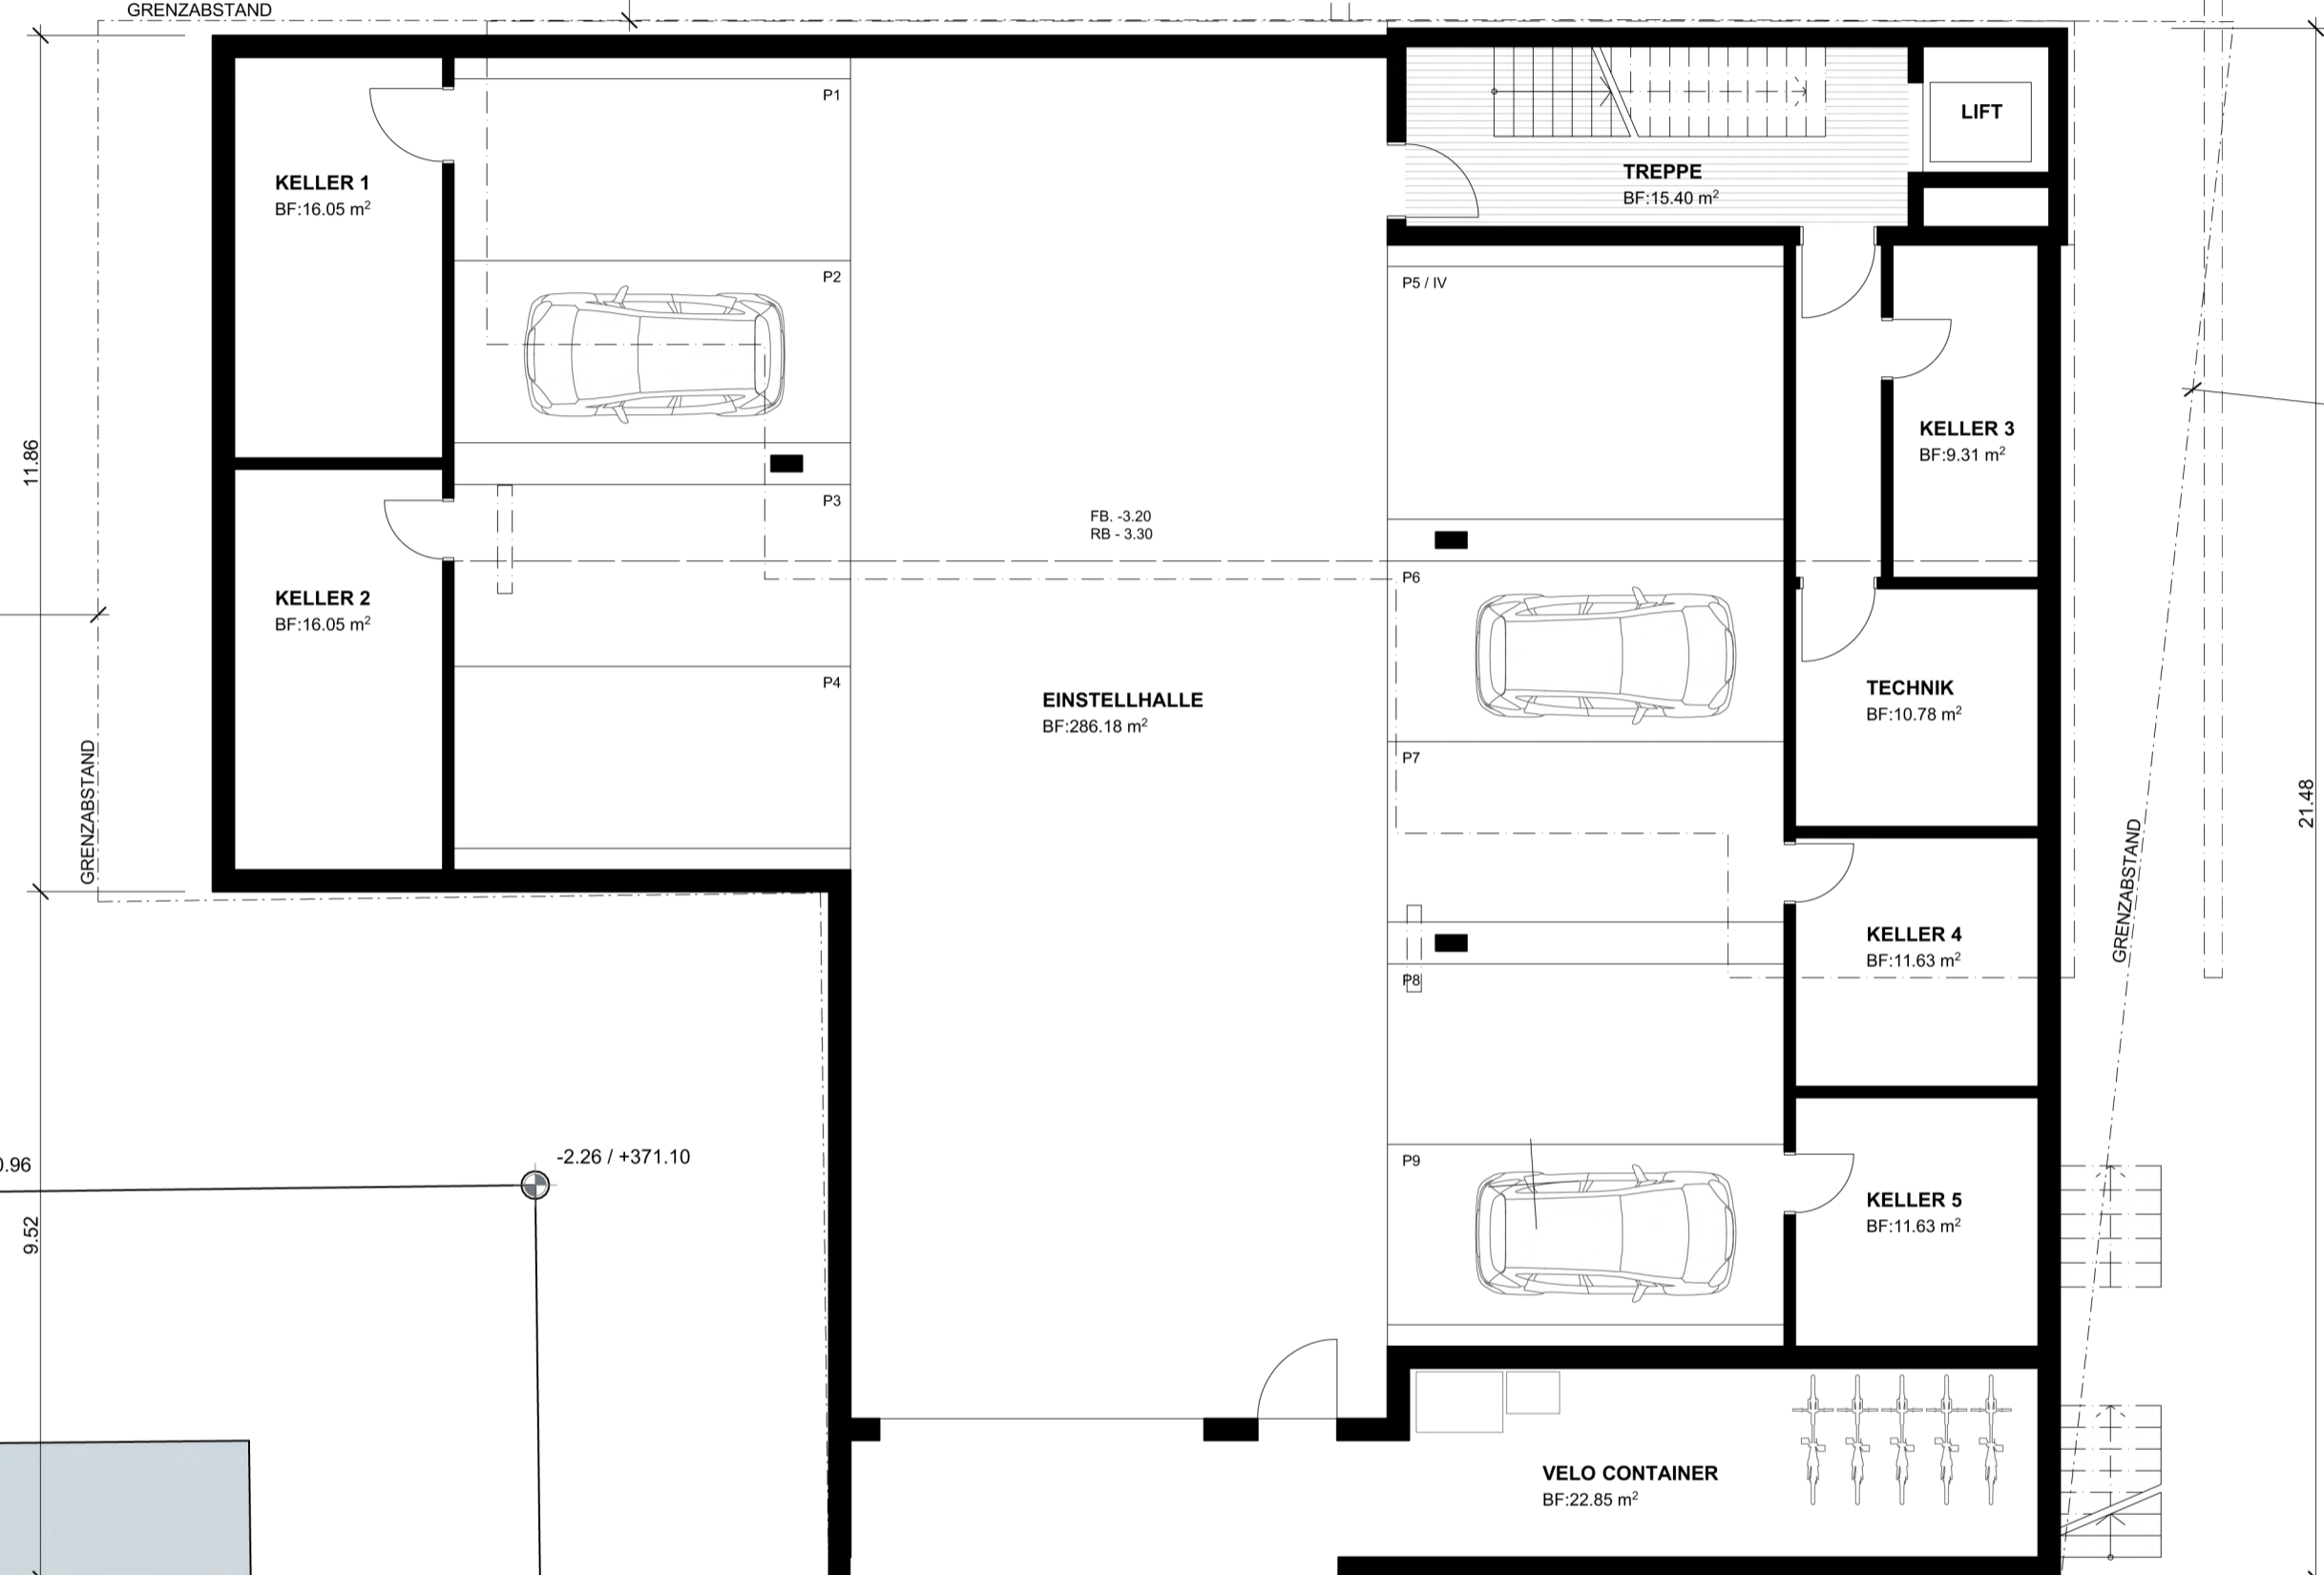 GRENZABSTAND
P1
LIFT
TREPPE
BF:15.40 m²
KELLER 1
BF:16.05 m²
P2
P5 / IV
KELLER 3
BF:9.31 m²
11.86
P3
FB. -3.20
RB - 3.30
P6
KELLER 2
BF:16.05 m²
P4
EINSTELLHALLE
BF:286.18 m²
TECHNIK
BF:10.78 m²
P7
21.48
GRENZABSTAND
GRENZABSTAND
KELLER 4
BF:11.63 m²
P8
-2.26 / +371.10
0.96
P9
KELLER 5
BF:11.63 m²
9.52
VELO CONTAINER
BF:22.85 m²